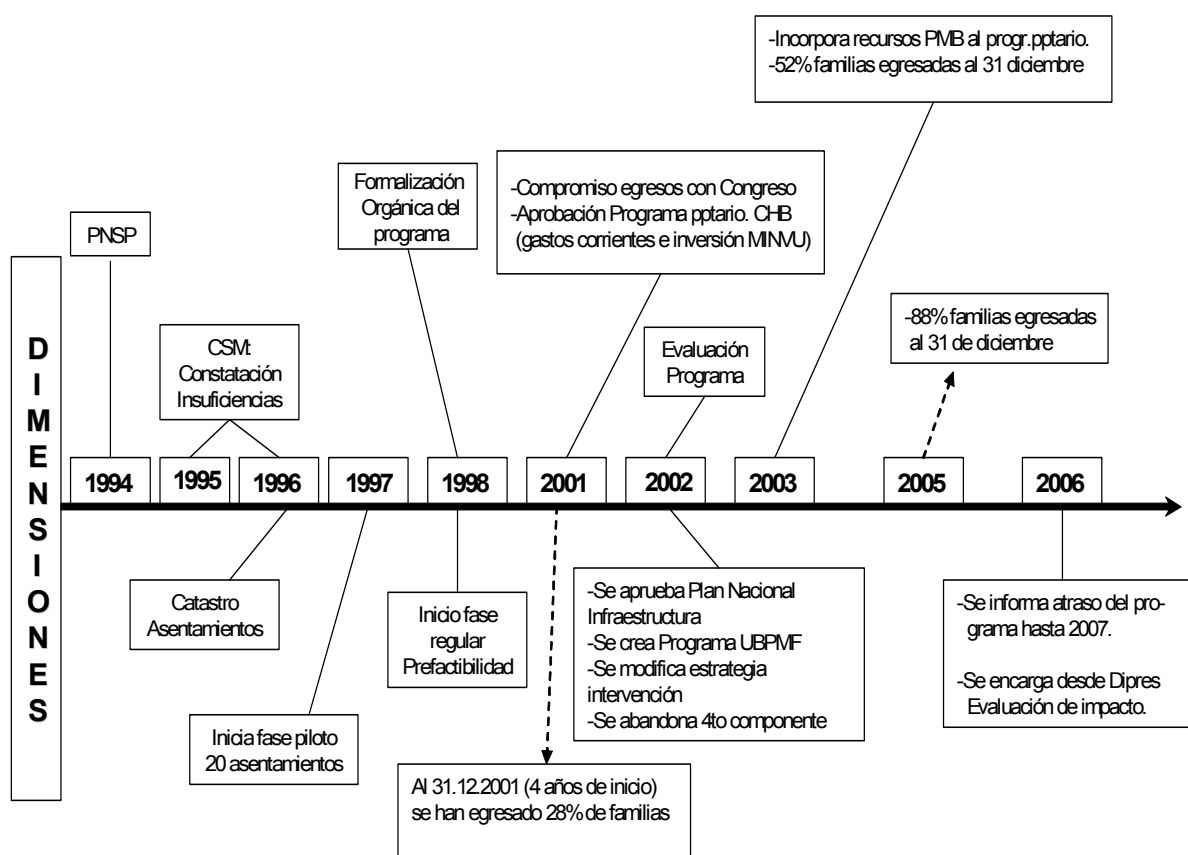 -Incorpora recursos PMB al progr.pptario.
-52% familias egresadas al 31 diciembre
-Compromiso egresos con Congreso
-Aprobación Programa pptario. CHB
(gastos corrientes e inversión MINVU)
Formalización
Orgánica del
programa
PNSP
-88% familias egresadas
al 31 de diciembre
CSM:
Constatación
Insuficiencias
Evaluación
Programa
DIMENSIONES
1994
1995
1996
1997
1998
2001
2002
2003
2005
2006
Catastro
Asentamientos
Inicio fase
regular
Prefactibilidad
-Se aprueba Plan Nacional
Infraestructura
-Se crea Programa UBPMF
-Se modifica estrategia
intervención
-Se abandona 4to componente
-Se informa atraso del pro-
grama hasta 2007.
-Se encarga desde Dipres
Evaluación de impacto.
Inicia fase piloto
20 asentamientos
Al 31.12.2001 (4 años de inicio)
se han egresado 28% de familias